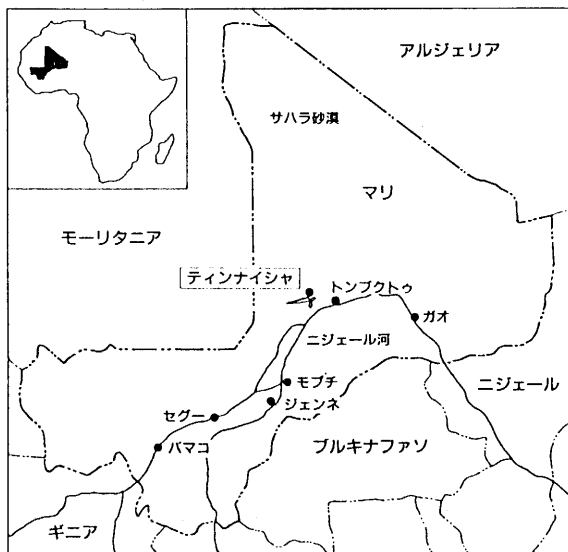 アルジェリア
サハラ砂漠
マリ
モーリタニア
ティンナイシャ
トンブクトゥ
ガオ
ニジェール河
モプチ
ニジェール
セグー
ジェンネ
バマコ
ブルキナファソ
ギニア